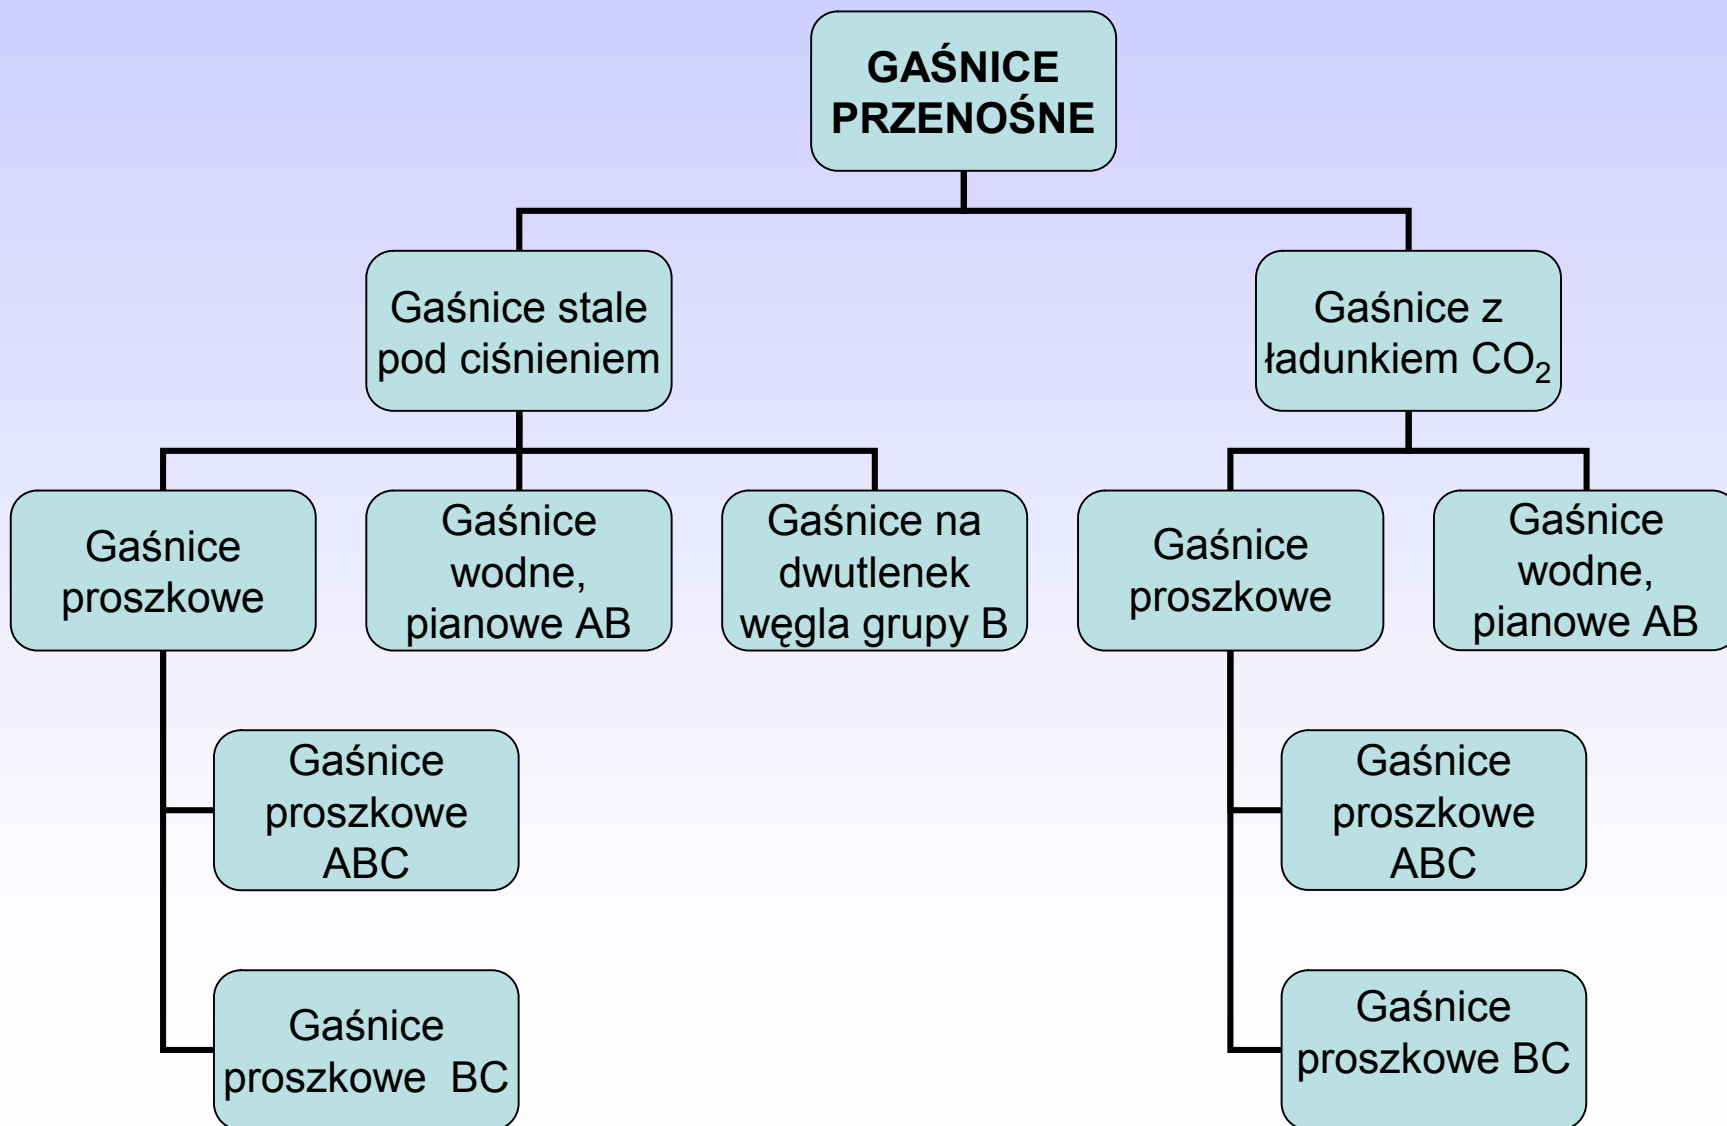 GAŚNICE
PRZENOŚNE
Gaśnice stale
pod ciśnieniem
Gaśnice z
ładunkiem CO₂
Gaśnice
proszkowe
Gaśnice
wodne,
pianowe AB
Gaśnice na
dwutlenek
węgla grupy B
Gaśnice
proszkowe
Gaśnice
wodne,
pianowe AB
Gaśnice
proszkowe
ABC
Gaśnice
proszkowe
ABC
Gaśnice
proszkowe  BC
Gaśnice
proszkowe BC